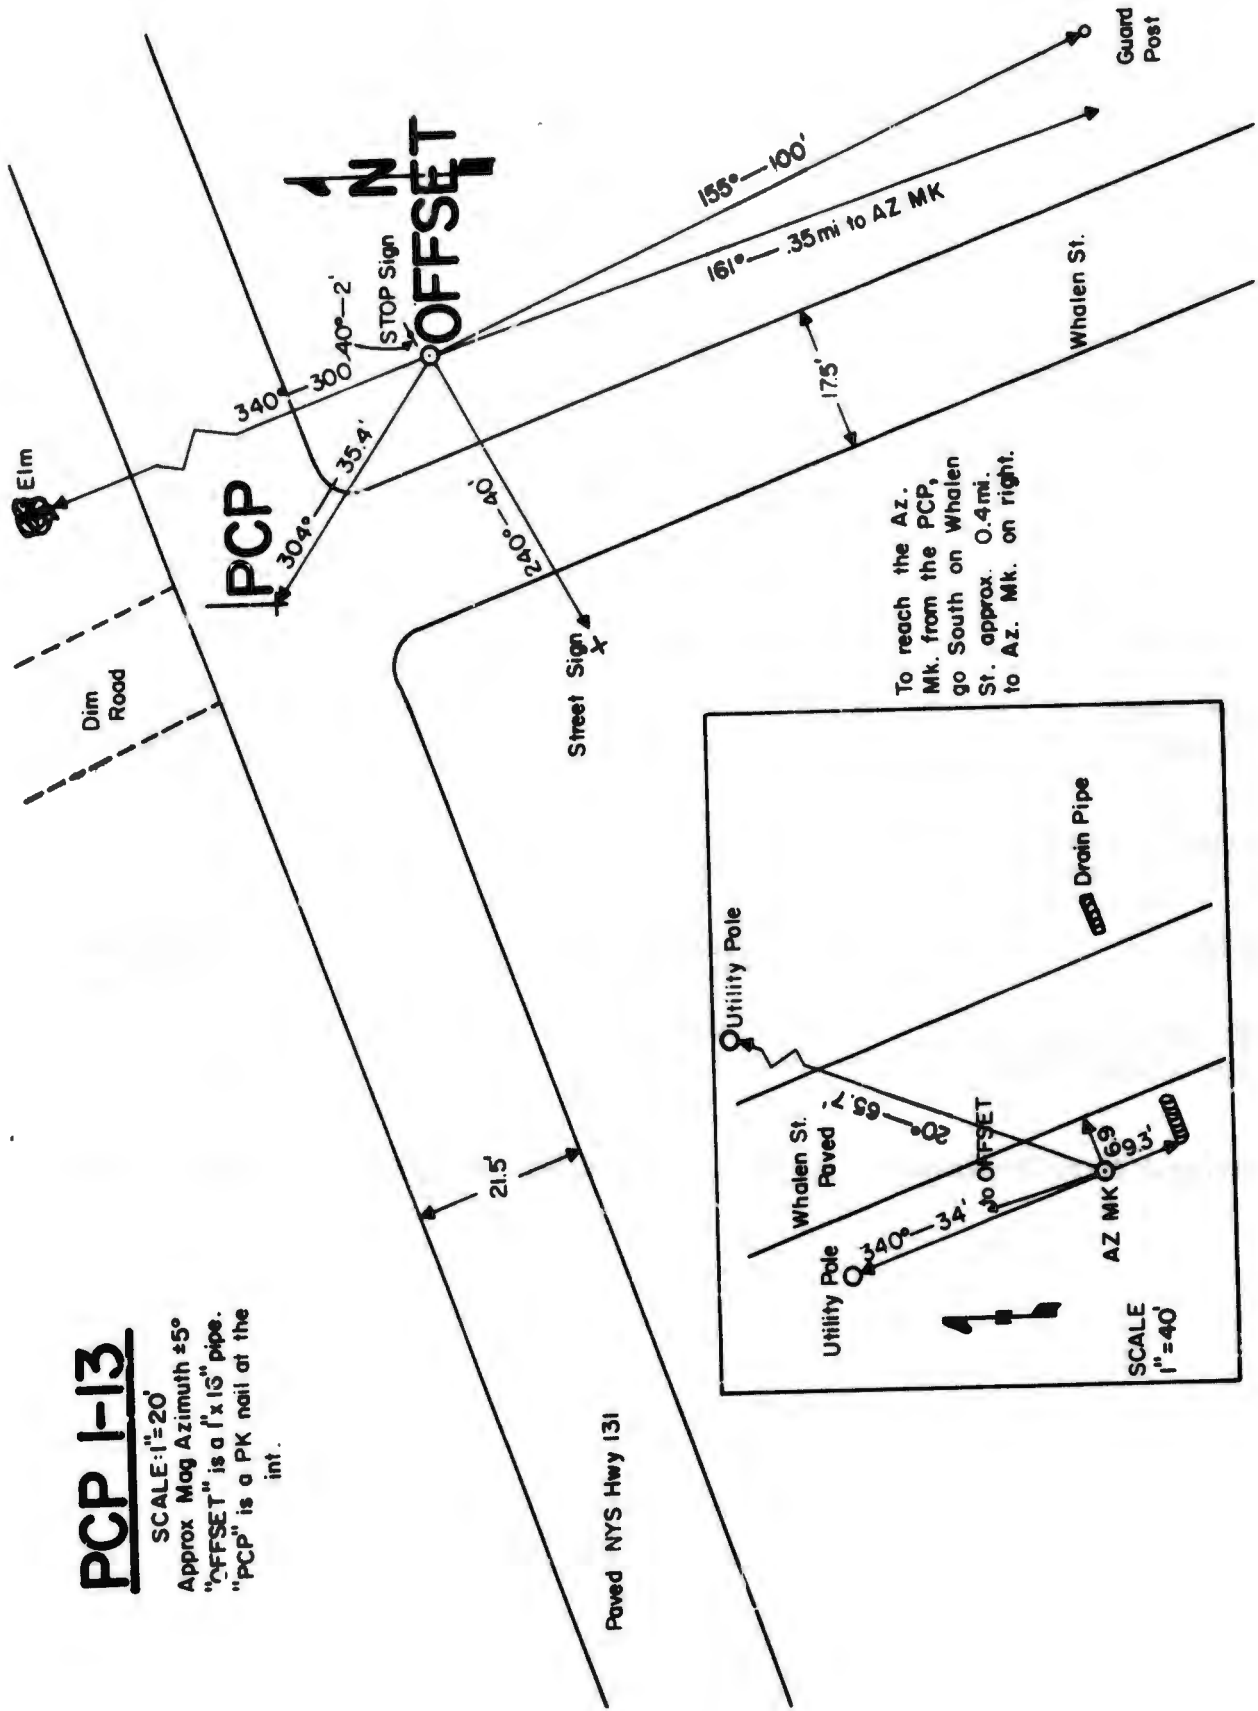 PCP 1-13
SCALE:1"=20'
Approx Mag Azimuth ±5°
"OFFSET" is a 1"x18" pipe.
"PCP" is a PK nail at the
int.
Elm
Dim
Road
340° 300
40°—2'
STOP Sign
N
OFFSET
PCP
304° — 35.4'
240°—40'
Street Sign
155°—100'
161°— .35mi to AZ MK
Guard
Post
Whalen St.
17.5'
21.5'
Paved NYS Hwy 131
To reach the Az.
Mk. from the PCP,
go South on Whalen
St. approx. 0.4mi.
to Az. Mk. on right.
Utility Pole
Drain Pipe
Whalen St.
Paved
20°—65.7'
to OFFSET
Utility Pole
340°—34'
6.9
9.3'
AZ MK
SCALE
1"=40'